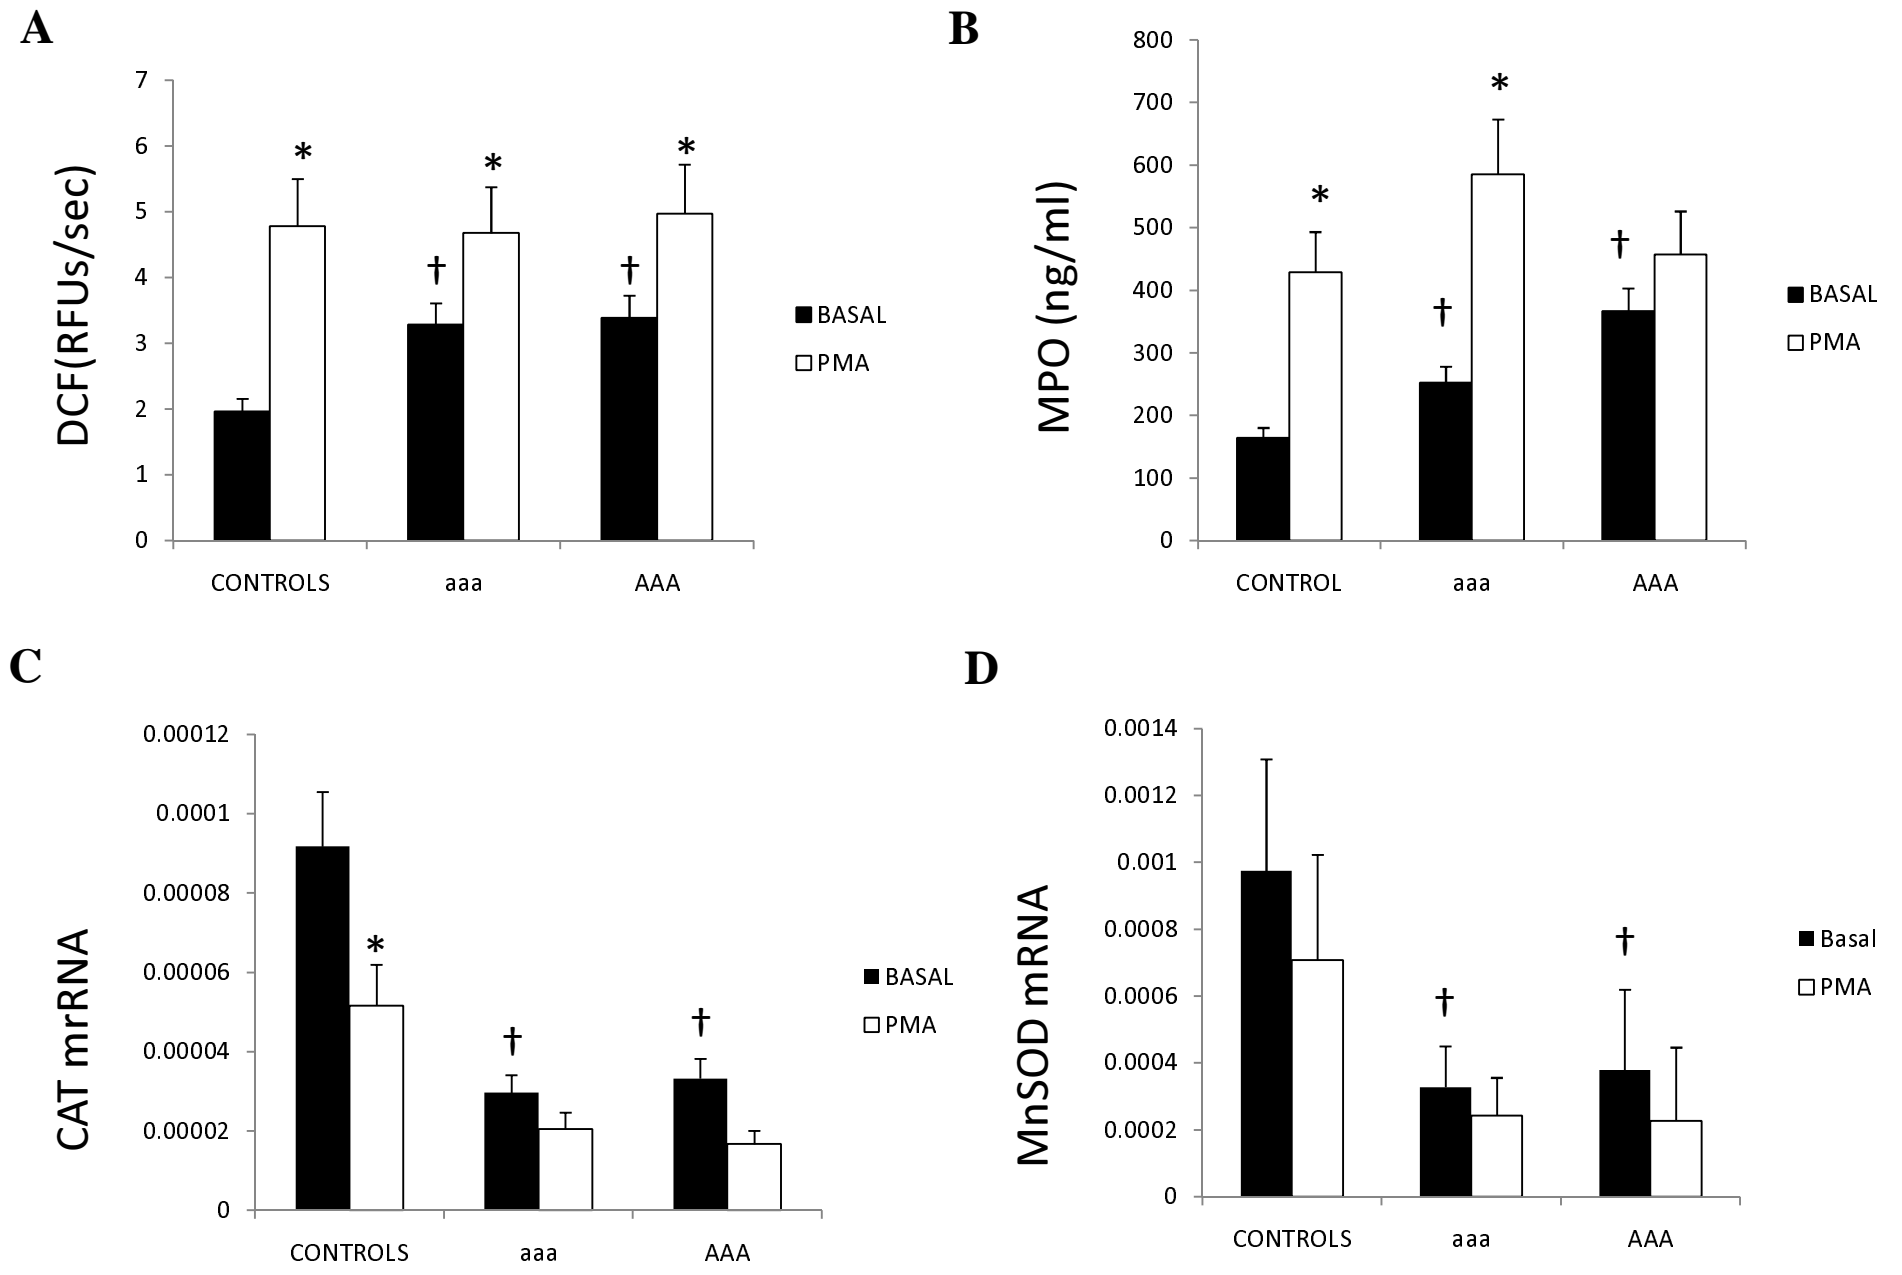 A
DCF(RFUs/sec)
7
6
5
4
3
2
1
0
*
*
*
†
†
CONTROLS aaa AAA
BASAL
PMA
B
MPO (ng/ml)
800
700
600
500
400
300
200
100
0
*
*
†
†
CONTROL aaa AAA
BASAL
PMA
C
CAT mrRNA
0.00012
0.0001
0.00008
0.00006
0.00004
0.00002
0
*
†
†
CONTROLS aaa AAA
BASAL
PMA
D
MnSOD mRNA
0.0014
0.0012
0.001
0.0008
0.0006
0.0004
0.0002
0
†
†
CONTROLS aaa AAA
Basal
PMA